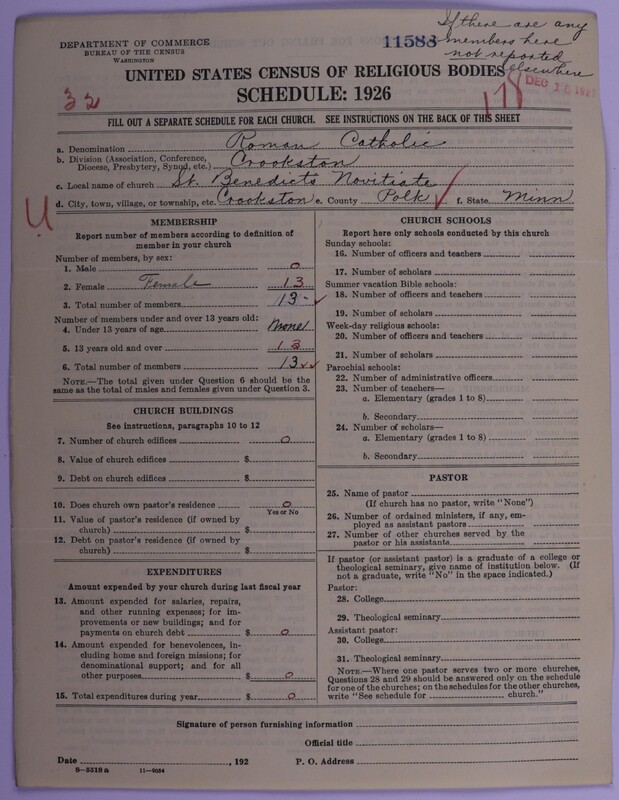 If there are any
members here
not reported
elsewhere
DEPARTMENT OF COMMERCE
BUREAU OF THE CENSUS
WASHINGTON
11583
UNITED STATES CENSUS OF RELIGIOUS BODIES
SCHEDULE: 1926
32
178
DEC 16 1927
FILL OUT A SEPARATE SCHEDULE FOR EACH CHURCH. SEE INSTRUCTIONS ON THE BACK OF THIS SHEET
a. Denomination Roman Catholic
b. Division (Association, Conference, Diocese, Presbytery, Synod, etc.) Crookston
c. Local name of church St. Benedicts Novitiate
d. City, town, village, or township, etc. Crookston e. County Polk f. State Minn
MEMBERSHIP
Report number of members according to definition of
member in your church
Number of members, by sex:
1. Male 0
2. Female Female 13
3. Total number of members 13
Number of members under and over 13 years old:
4. Under 13 years of age None
5. 13 years old and over 13
6. Total number of members 13
NOTE.—The total given under Question 6 should be the
same as the total of males and females given under Question 3.
CHURCH BUILDINGS
See instructions, paragraphs 10 to 12
7. Number of church edifices 0
8. Value of church edifices $
9. Debt on church edifices $
10. Does church own pastor's residence 0
Yes or No
11. Value of pastor's residence (if owned by
church) $
12. Debt on pastor's residence (if owned by
church) $
EXPENDITURES
Amount expended by your church during last fiscal year
13. Amount expended for salaries, repairs,
and other running expenses; for im-
provements or new buildings; and for
payments on church debt $ 0
14. Amount expended for benevolences, in-
cluding home and foreign missions; for
denominational support; and for all
other purposes $ 0
15. Total expenditures during year $ 0
CHURCH SCHOOLS
Report here only schools conducted by this church
Sunday schools:
16. Number of officers and teachers
17. Number of scholars
Summer vacation Bible schools:
18. Number of officers and teachers
19. Number of scholars
Week-day religious schools:
20. Number of officers and teachers
21. Number of scholars
Parochial schools:
22. Number of administrative officers
23. Number of teachers—
a. Elementary (grades 1 to 8)
b. Secondary
24. Number of scholars—
a. Elementary (grades 1 to 8)
b. Secondary
PASTOR
25. Name of pastor
(If church has no pastor, write "None")
26. Number of ordained ministers, if any, em-
ployed as assistant pastors
27. Number of other churches served by the
pastor or his assistants
If pastor (or assistant pastor) is a graduate of a college or
theological seminary, give name of institution below. (If
not a graduate, write "No" in the space indicated.)
Pastor:
28. College
29. Theological seminary
Assistant pastor:
30. College
31. Theological seminary
NOTE.—Where one pastor serves two or more churches,
Questions 28 and 29 should be answered only on the schedule
for one of the churches; on the schedules for the other churches,
write "See schedule for church."
Signature of person furnishing information
Official title
Date , 192 P. O. Address
8—5518a 11—9054